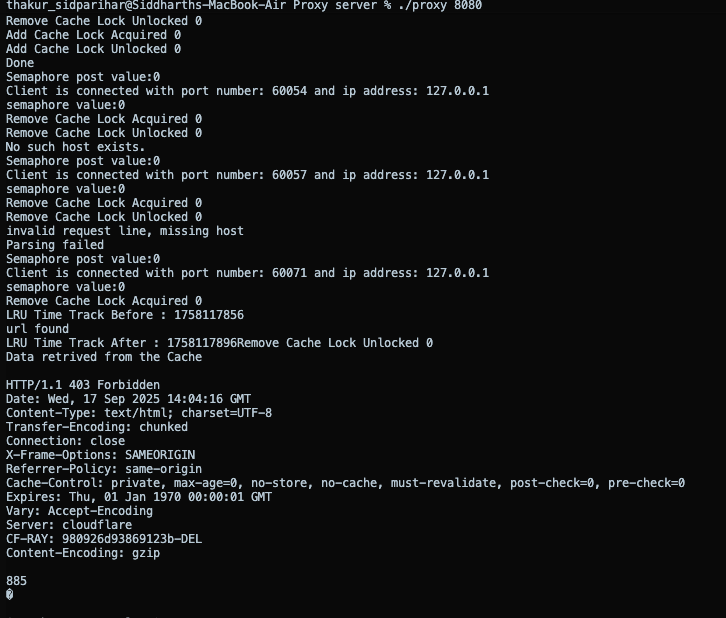 thakur_sidparihar@Siddharths-MacBook-Air Proxy server % ./proxy 8080
Remove Cache Lock Unlocked 0
Add Cache Lock Acquired 0
Add Cache Lock Unlocked 0
Done
Semaphore post value:0
Client is connected with port number: 60054 and ip address: 127.0.0.1
semaphore value:0
Remove Cache Lock Acquired 0
Remove Cache Lock Unlocked 0
No such host exists.
Semaphore post value:0
Client is connected with port number: 60057 and ip address: 127.0.0.1
semaphore value:0
Remove Cache Lock Acquired 0
Remove Cache Lock Unlocked 0
invalid request line, missing host
Parsing failed
Semaphore post value:0
Client is connected with port number: 60071 and ip address: 127.0.0.1
semaphore value:0
Remove Cache Lock Acquired 0
LRU Time Track Before : 1758117856
url found
LRU Time Track After : 1758117896Remove Cache Lock Unlocked 0
Data retrived from the Cache
HTTP/1.1 403 Forbidden
Date: Wed, 17 Sep 2025 14:04:16 GMT
Content-Type: text/html; charset=UTF-8
Transfer-Encoding: chunked
Connection: close
X-Frame-Options: SAMEORIGIN
Referrer-Policy: same-origin
Cache-Control: private, max-age=0, no-store, no-cache, must-revalidate, post-check=0, pre-check=0
Expires: Thu, 01 Jan 1970 00:00:01 GMT
Vary: Accept-Encoding
Server: cloudflare
CF-RAY: 980926d93869123b-DEL
Content-Encoding: gzip
885
�